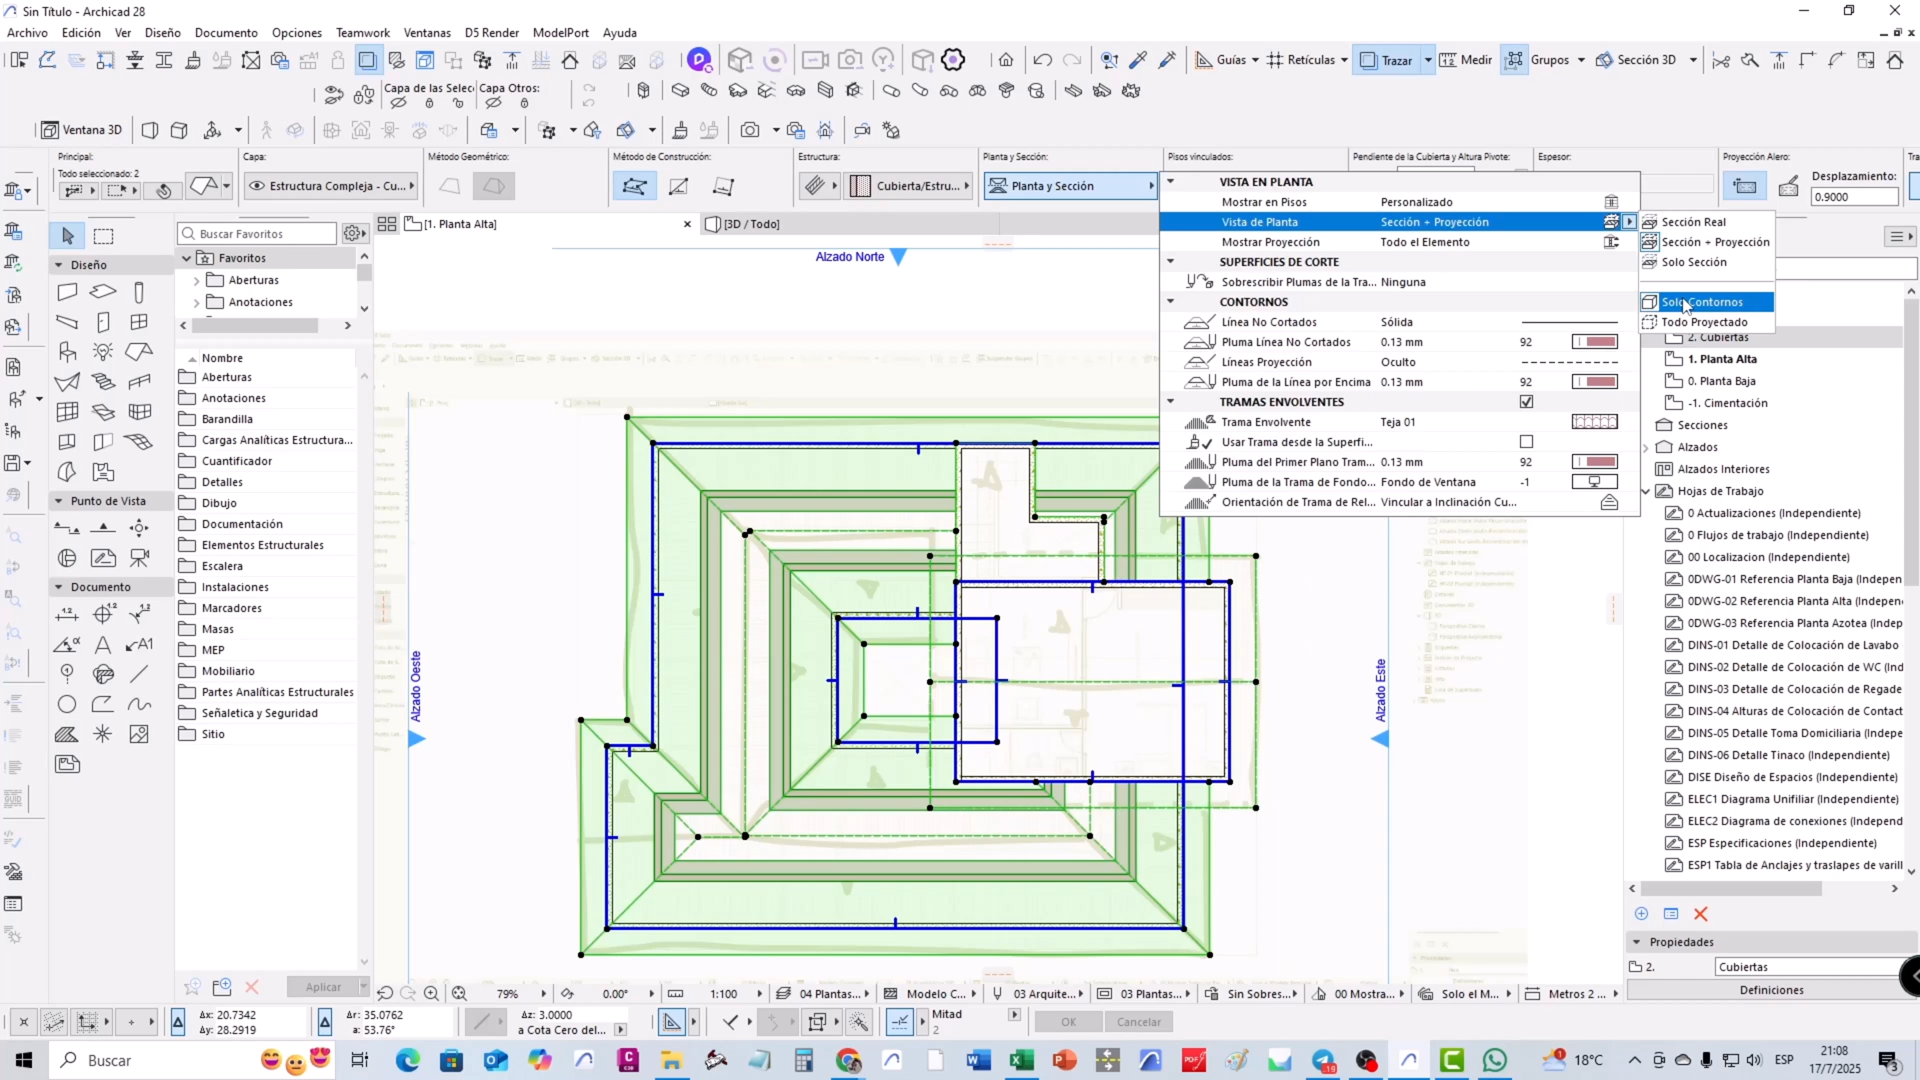 Sin Título - Archicad 28
Archivo Edición Ver Diseño Documento Opciones Teamwork Ventanas D5 Render ModelPort Ayuda
Guías Retículas Trazar Medir Grupos Sección 3D
Capa de las Selec Capa Otros:
Ventana 3D
Principal: Capa: Método Geométrico: Método de Construcción: Estructura: Planta y Sección: Pisos vinculados: Pendiente de la Cubierta y Altura Pivote: Espesor: Proyección Alero:
Todo seleccionado: 2
Estructura Compleja - Cu... Cubierta/Estru... Planta y Sección
Desplazamiento:
0.9000
Buscar Favoritos
[1. Planta Alta]
[3D / Todo]
Diseño
Favoritos
Aberturas
Anotaciones
Nombre
Aberturas
Anotaciones
Barandilla
Cargas Analíticas Estructura...
Cuantificador
Detalles
Dibujo
Documentación
Elementos Estructurales
Escalera
Instalaciones
Marcadores
Masas
MEP
Mobiliario
Partes Analíticas Estructurales
Señaletica y Seguridad
Sitio
Punto de Vista
Documento
1.2
A
A1
Aplicar
Alzado Norte
Alzado Oeste
Alzado Este
VISTA EN PLANTA
Mostrar en Pisos Personalizado
Vista de Planta Sección + Proyección
Mostrar Proyección Todo el Elemento
SUPERFICIES DE CORTE
Sobrescribir Plumas de la Tra... Ninguna
CONTORNOS
Línea No Cortados Sólida
Pluma Línea No Cortados 0.13 mm 92
Líneas Proyección Oculto
Pluma de la Línea por Encima 0.13 mm 92
TRAMAS ENVOLVENTES
Trama Envolvente Teja 01
Usar Trama desde la Superfi...
Pluma del Primer Plano Tram... 0.13 mm 92
Pluma de la Trama de Fondo... Fondo de Ventana -1
Orientación de Trama de Rel... Vincular a Inclinación Cu...
Sección Real
Sección + Proyección
Solo Sección
Solo Contornos
Todo Proyectado
2. Cubiertas
1. Planta Alta
0. Planta Baja
-1. Cimentación
Secciones
Alzados
Alzados Interiores
Hojas de Trabajo
0 Actualizaciones (Independiente)
0 Flujos de trabajo (Independiente)
00 Localizacion (Independiente)
0DWG-01 Referencia Planta Baja (Indepen
0DWG-02 Referencia Planta Alta (Indepen
0DWG-03 Referencia Planta Azotea (Indep
DINS-01 Detalle de Colocación de Lavabo
DINS-02 Detalle de Colocación de WC (Ind
DINS-03 Detalle de Colocación de Regade
DINS-04 Alturas de Colocación de Contact
DINS-05 Detalle Toma Domiciliaria (Indepe
DINS-06 Detalle Tinaco (Independiente)
DISE Diseño de Espacios (Independiente)
ELEC1 Diagrama Unifiliar (Independiente)
ELEC2 Diagrama de conexiones (Independ
ESP Especificaciones (Independiente)
ESP1 Tabla de Anclajes y traslapes de varill
Propiedades
2. Cubiertas
Definiciones
79% 0.00° 1:100 04 Plantas... Modelo C... 03 Arquite... 03 Plantas... Sin Sobres... 00 Mostra... Solo el M... Metros 2 ...
Δx: 20.7342
Δy: 28.2919
Δr: 35.0762
a: 53.76°
Δz: 3.0000
a Cota Cero del...
Mitad
2
OK Cancelar
Buscar
18°C
ESP
21:08
17/7/2025